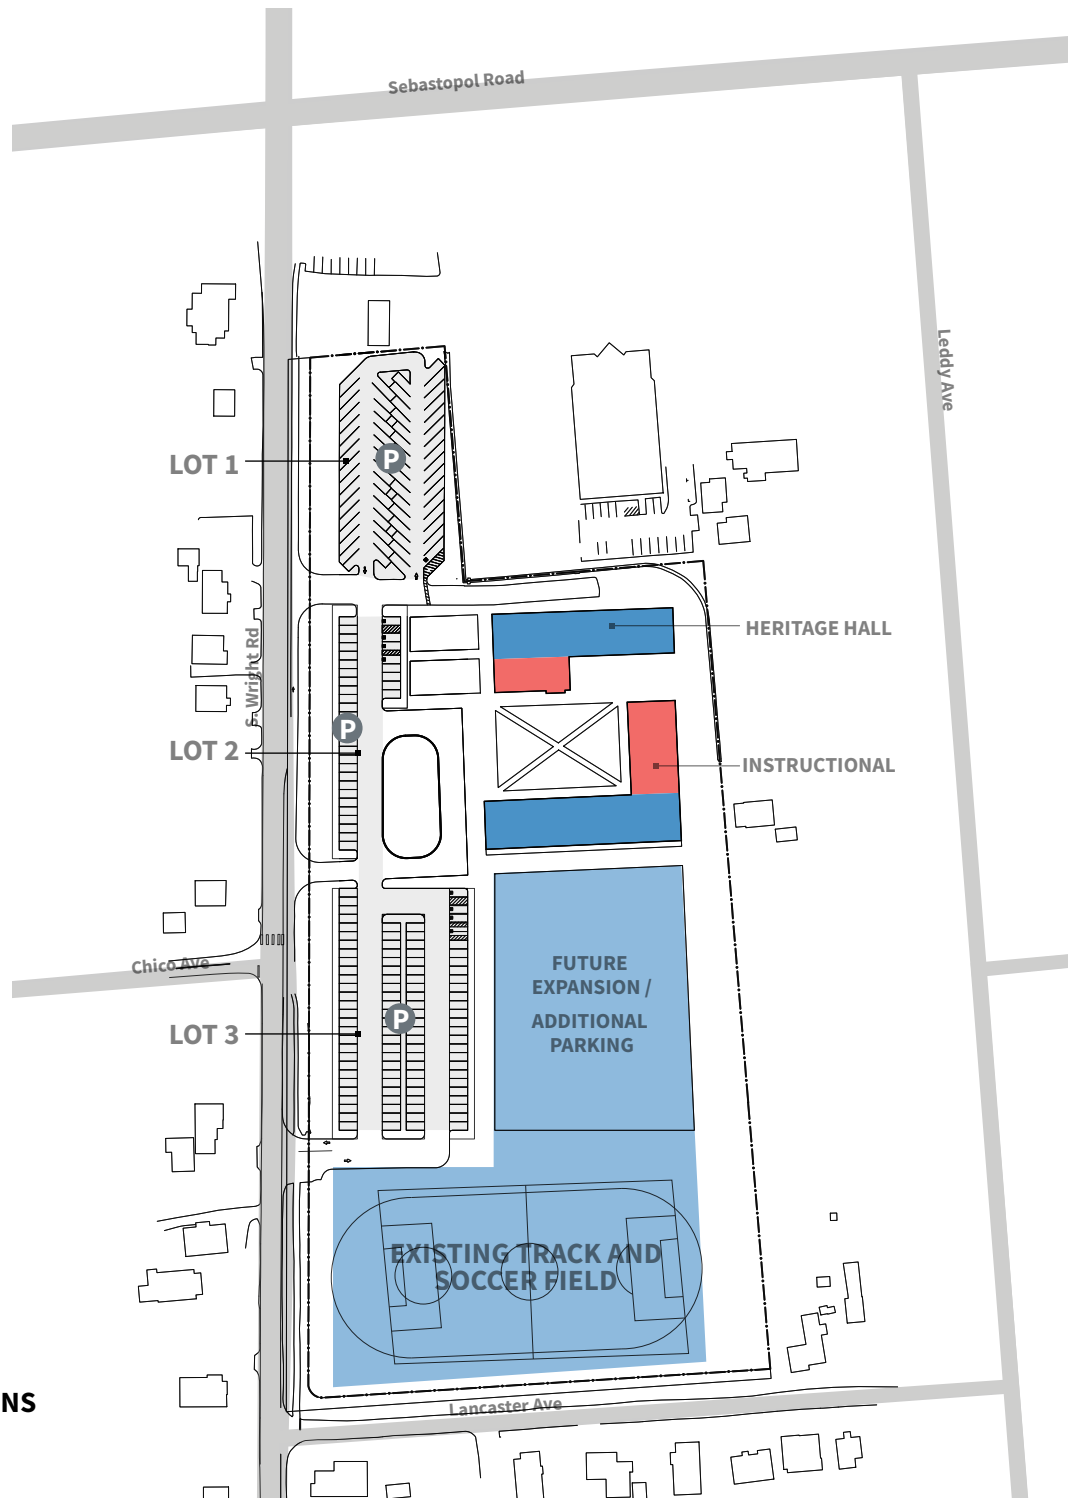 Sebastopol Road
Leddy Ave
LOT 1
P
HERITAGE HALL
S. Wright Rd
P
LOT 2
INSTRUCTIONAL
Chico Ave
FUTURE
EXPANSION /
ADDITIONAL
PARKING
P
LOT 3
EXISTING TRACK AND
SOCCER FIELD
NS
Lancaster Ave